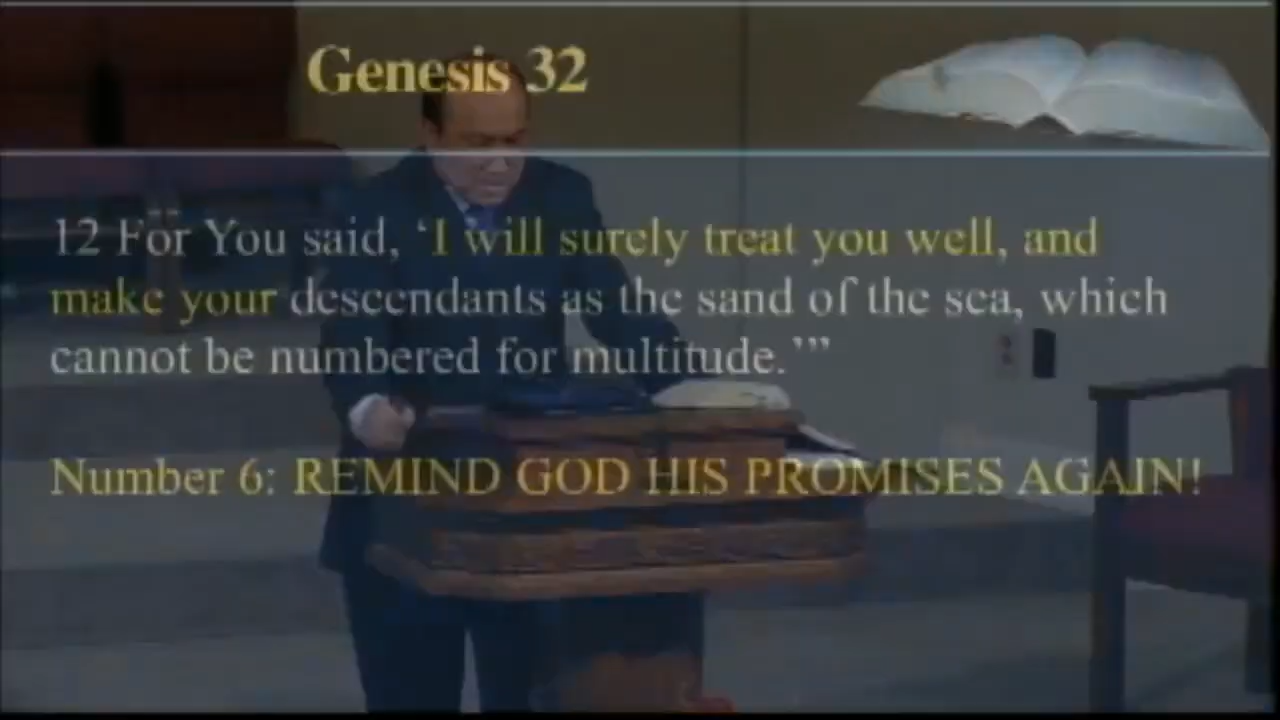 Genesis 32
12 For You said, ‘I will surely treat you well, and
make your descendants as the sand of the sea, which
cannot be numbered for multitude.’”
Number 6: REMIND GOD HIS PROMISES AGAIN!